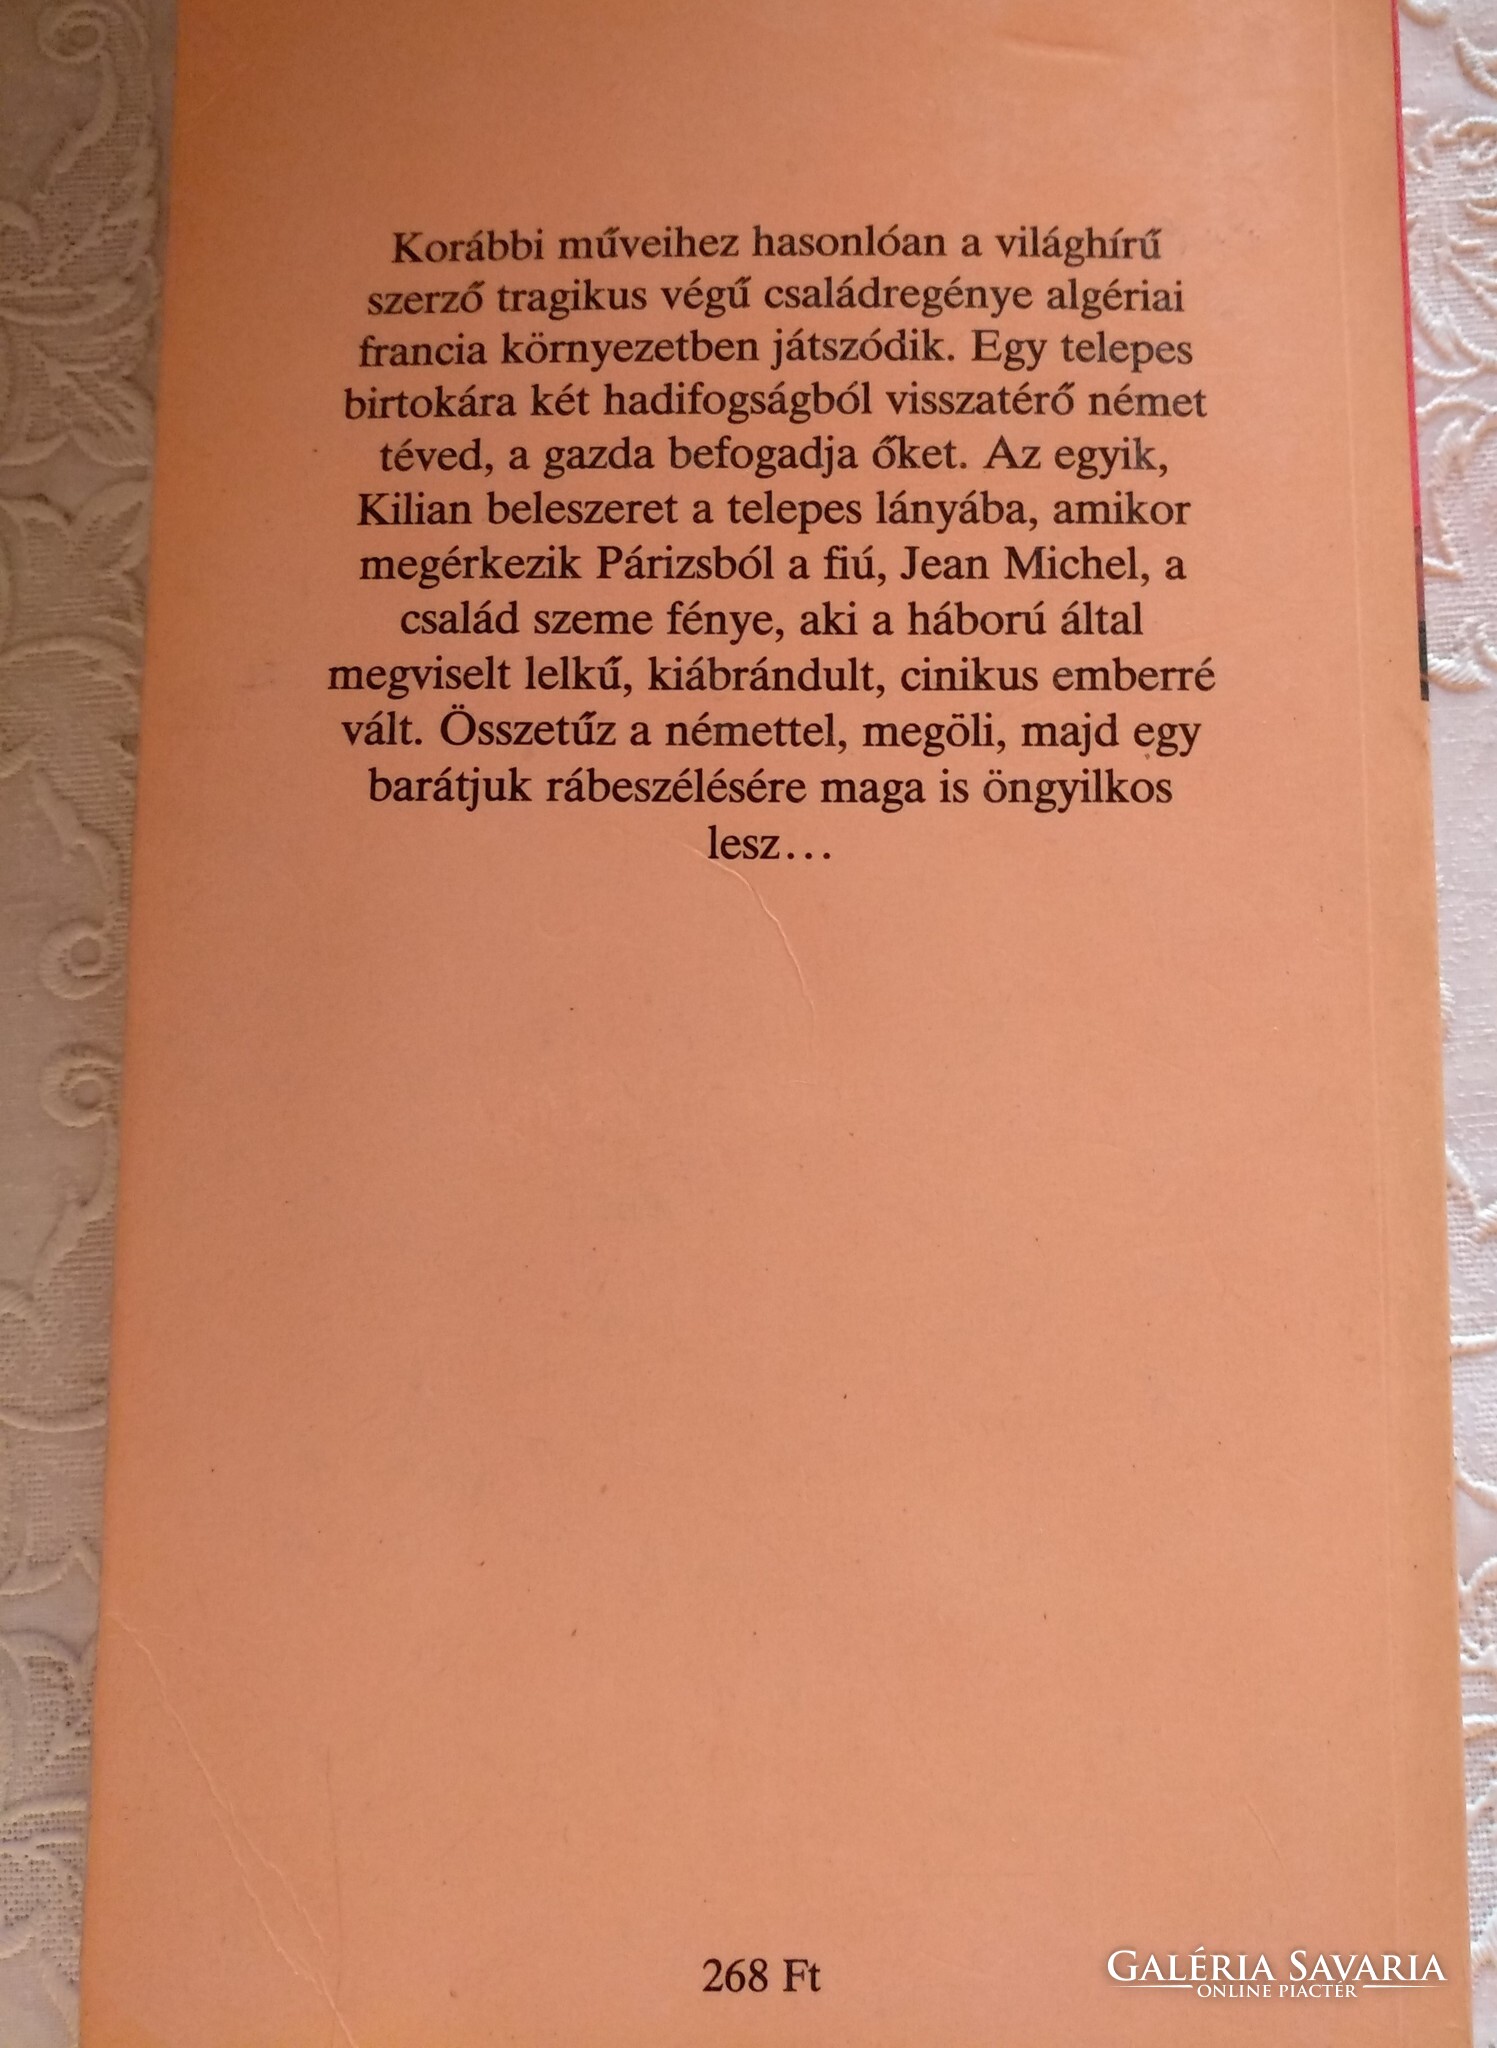 Korábbi műveihez hasonlóan a világhírű
szerző tragikus végű családregénye algériai
francia környezetben játszódik. Egy telepes
birtokára két hadifogságból visszatérő német
téved, a gazda befogadja őket. Az egyik,
Kilian beleszeret a telepes lányába, amikor
megérkezik Párizsból a fiú, Jean Michel, a
család szeme fénye, aki a háború által
megviselt lelkű, kiábrándult, cinikus emberré
vált. Összetűz a némettel, megöli, majd egy
barátjuk rábeszélésére maga is öngyilkos
lesz...
268 Ft
GALÉRIA SAVARIA
ONLINE PIACTÉR